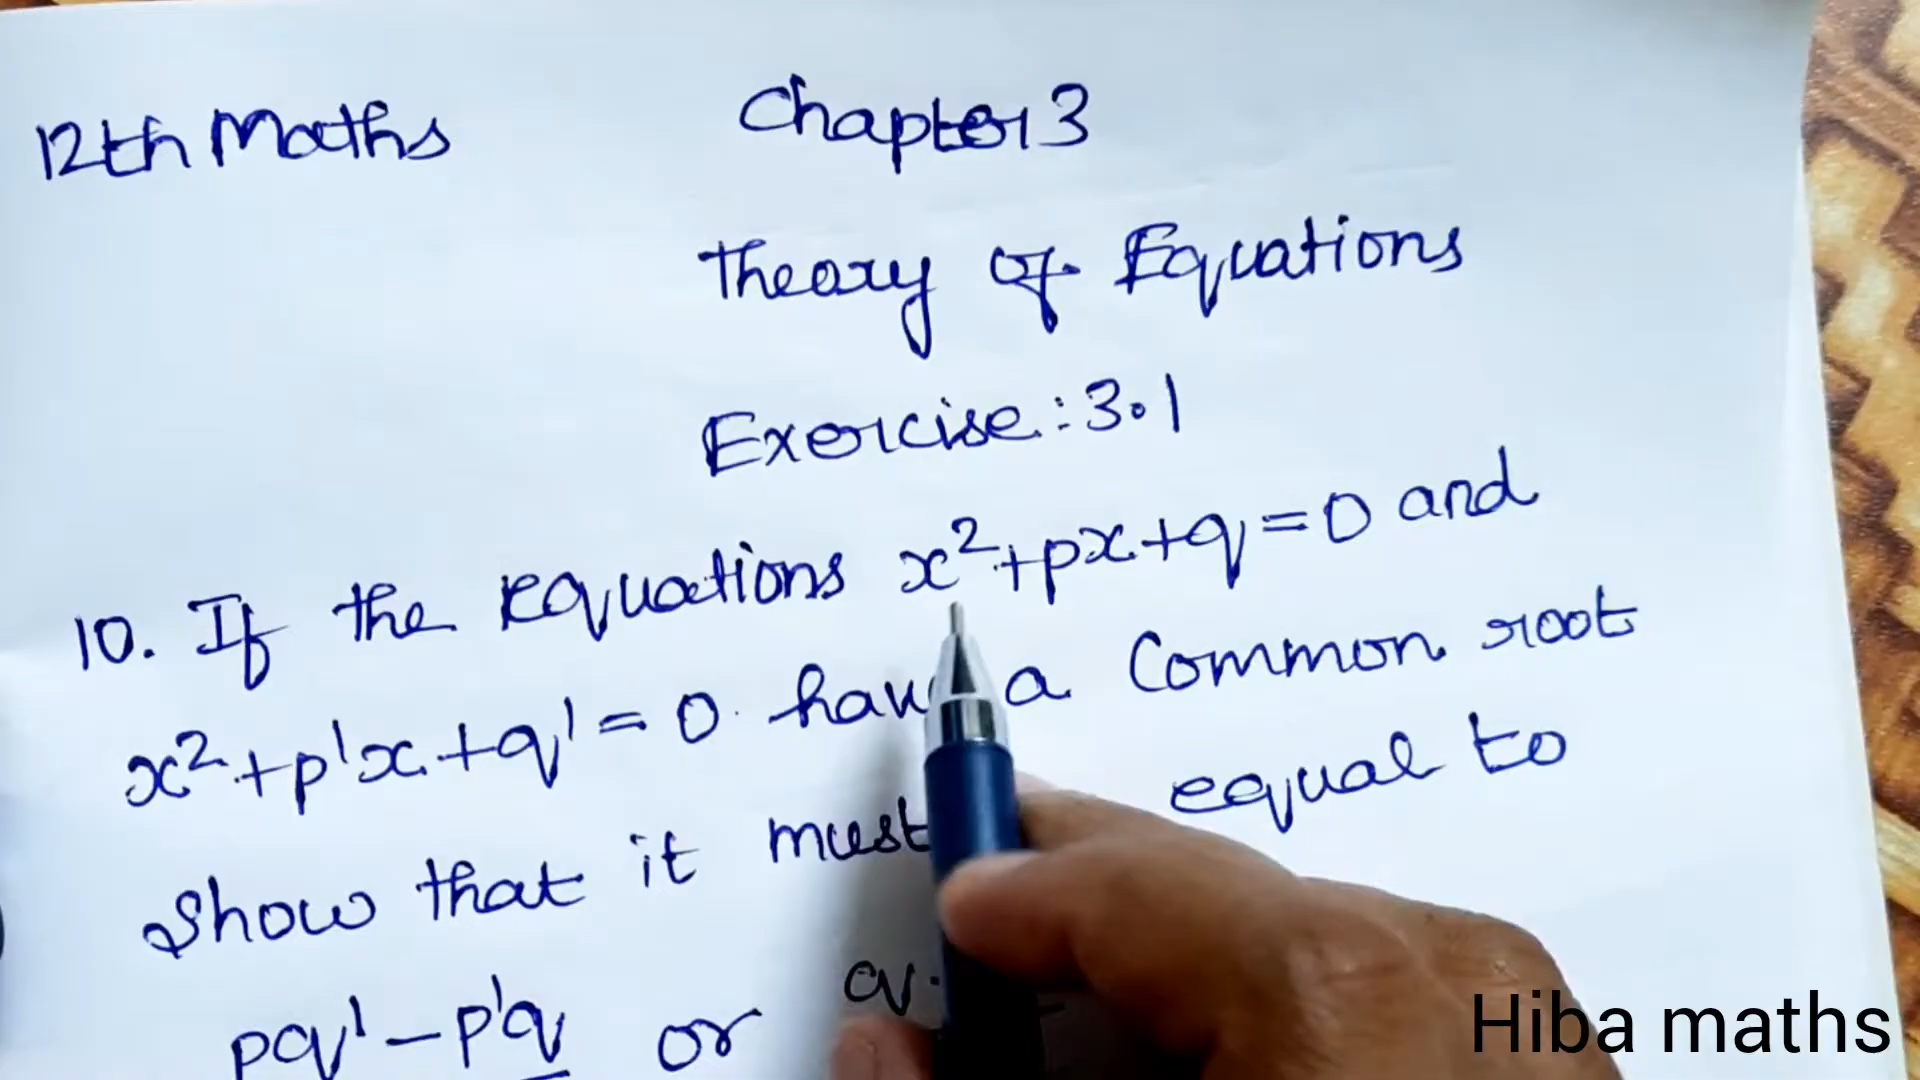 12th Maths Chapter 3
Theory of Equations
Exercise: 3.1
10. If the equations x²+px+q=0 and
x²+p'x+q'=0 have a Common root
show that it must equal to
pq'-p'q or q
Hiba maths